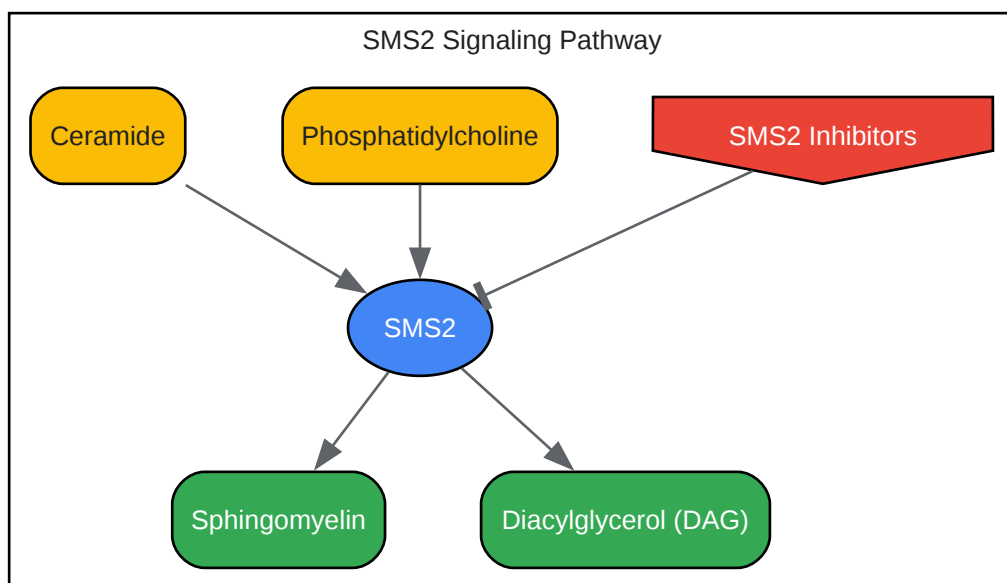 SMS2 Signaling Pathway
Ceramide
Phosphatidylcholine
SMS2 Inhibitors
SMS2
Sphingomyelin
Diacylglycerol (DAG)